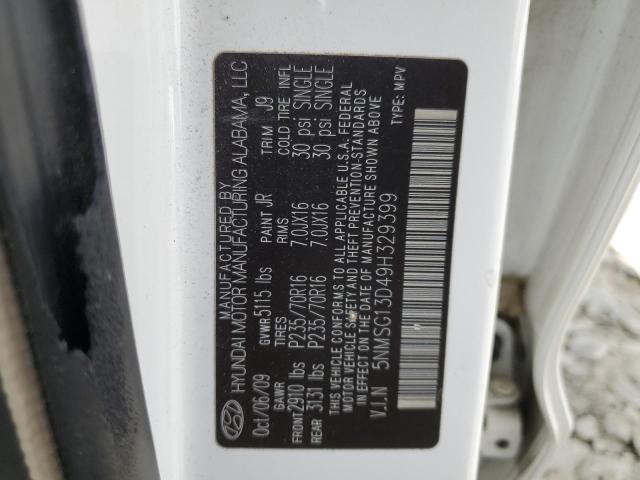 MANUFACTURED BY
HYUNDAI MOTOR MANUFACTURING ALABAMA, LLC
Oct/06/09 GVWR 5115 lbs PAINT JR TRIM J9
GAWR TIRES RIMS COLD TIRE INFL
FRONT 2910 lbs P235/70R16 7.0JX16 30 psi SINGLE
REAR 3131 lbs P235/70R16 7.0JX16 30 psi SINGLE
THIS VEHICLE CONFORMS TO ALL APPLICABLE U.S.A. FEDERAL
MOTOR VEHICLE SAFETY AND THEFT PREVENTION STANDARDS
IN EFFECT ON THE DATE OF MANUFACTURE SHOWN ABOVE
V.I.N 5NMSG13D49H329399 TYPE: MPV